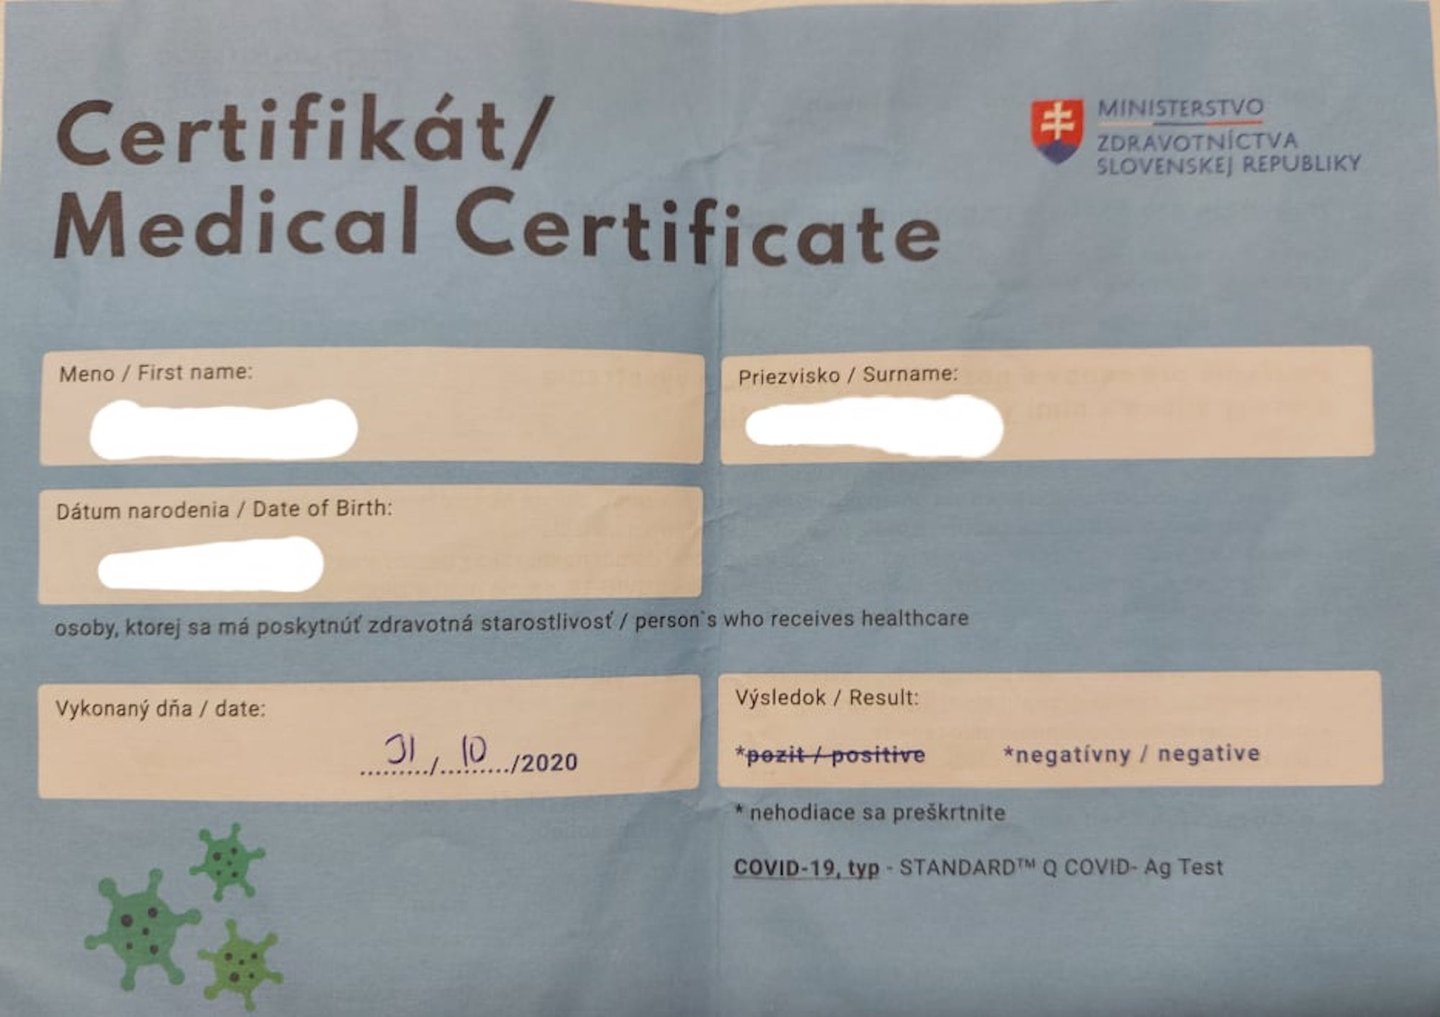 Certifikát/
Medical Certificate
MINISTERSTVO
ZDRAVOTNÍCTVA
SLOVENSKEJ REPUBLIKY
Meno / First name:
Priezvisko / Surname:
Dátum narodenia / Date of Birth:
osoby, ktorej sa má poskytnúť zdravotná starostlivosť / person`s who receives healthcare
Vykonaný dňa / date:
31/10/2020
Výsledok / Result:
*pozit / positive *negatívny / negative
* nehodiace sa preškrtnite
COVID-19, typ - STANDARD™ Q COVID- Ag Test